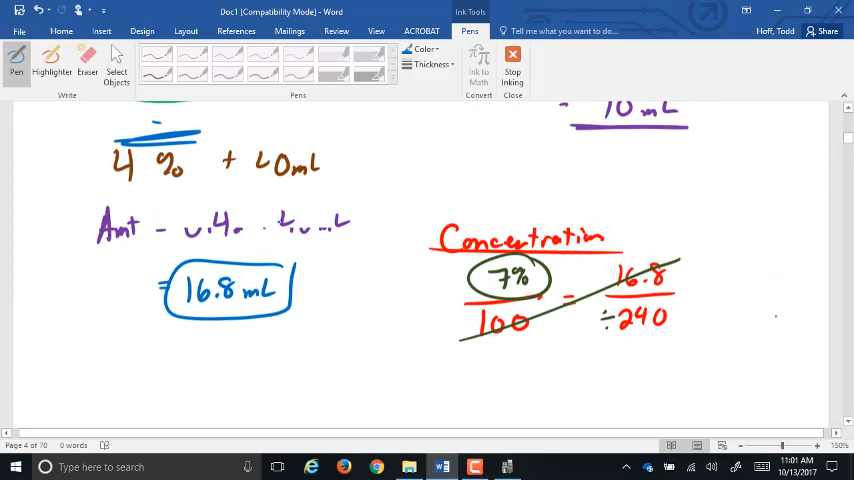 Doc1 [Compatibility Mode] - Word
Ink Tools
File Home Insert Design Layout References Mailings Review View ACROBAT Pens Tell me what you want to do... Hoff, Todd Share
Pen Highlighter Eraser Select Objects
Color
Thickness
Ink to Math
Stop Inking
Write Pens Convert Close
10 mL
4 % + 40mL
Amt
= 16.8 mL
Concentration
7% = 16.8
100 ÷240
Page 4 of 70 0 words 150%
Type here to search
11:01 AM
10/13/2017